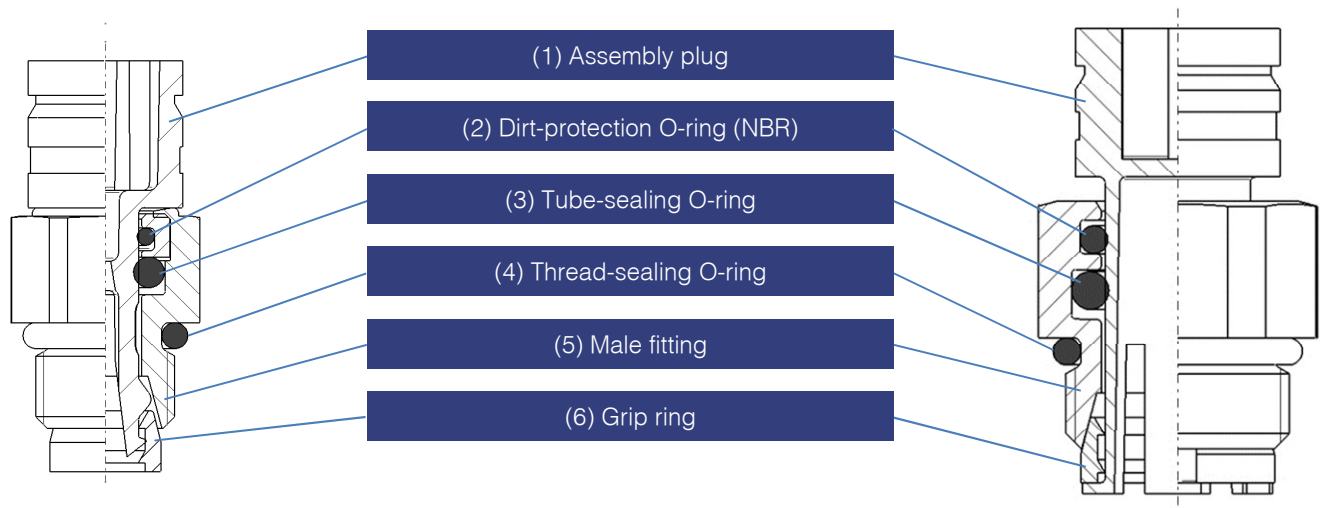 (1) Assembly plug
(2) Dirt-protection O-ring (NBR)
(3) Tube-sealing O-ring
(4) Thread-sealing O-ring
(5) Male fitting
(6) Grip ring